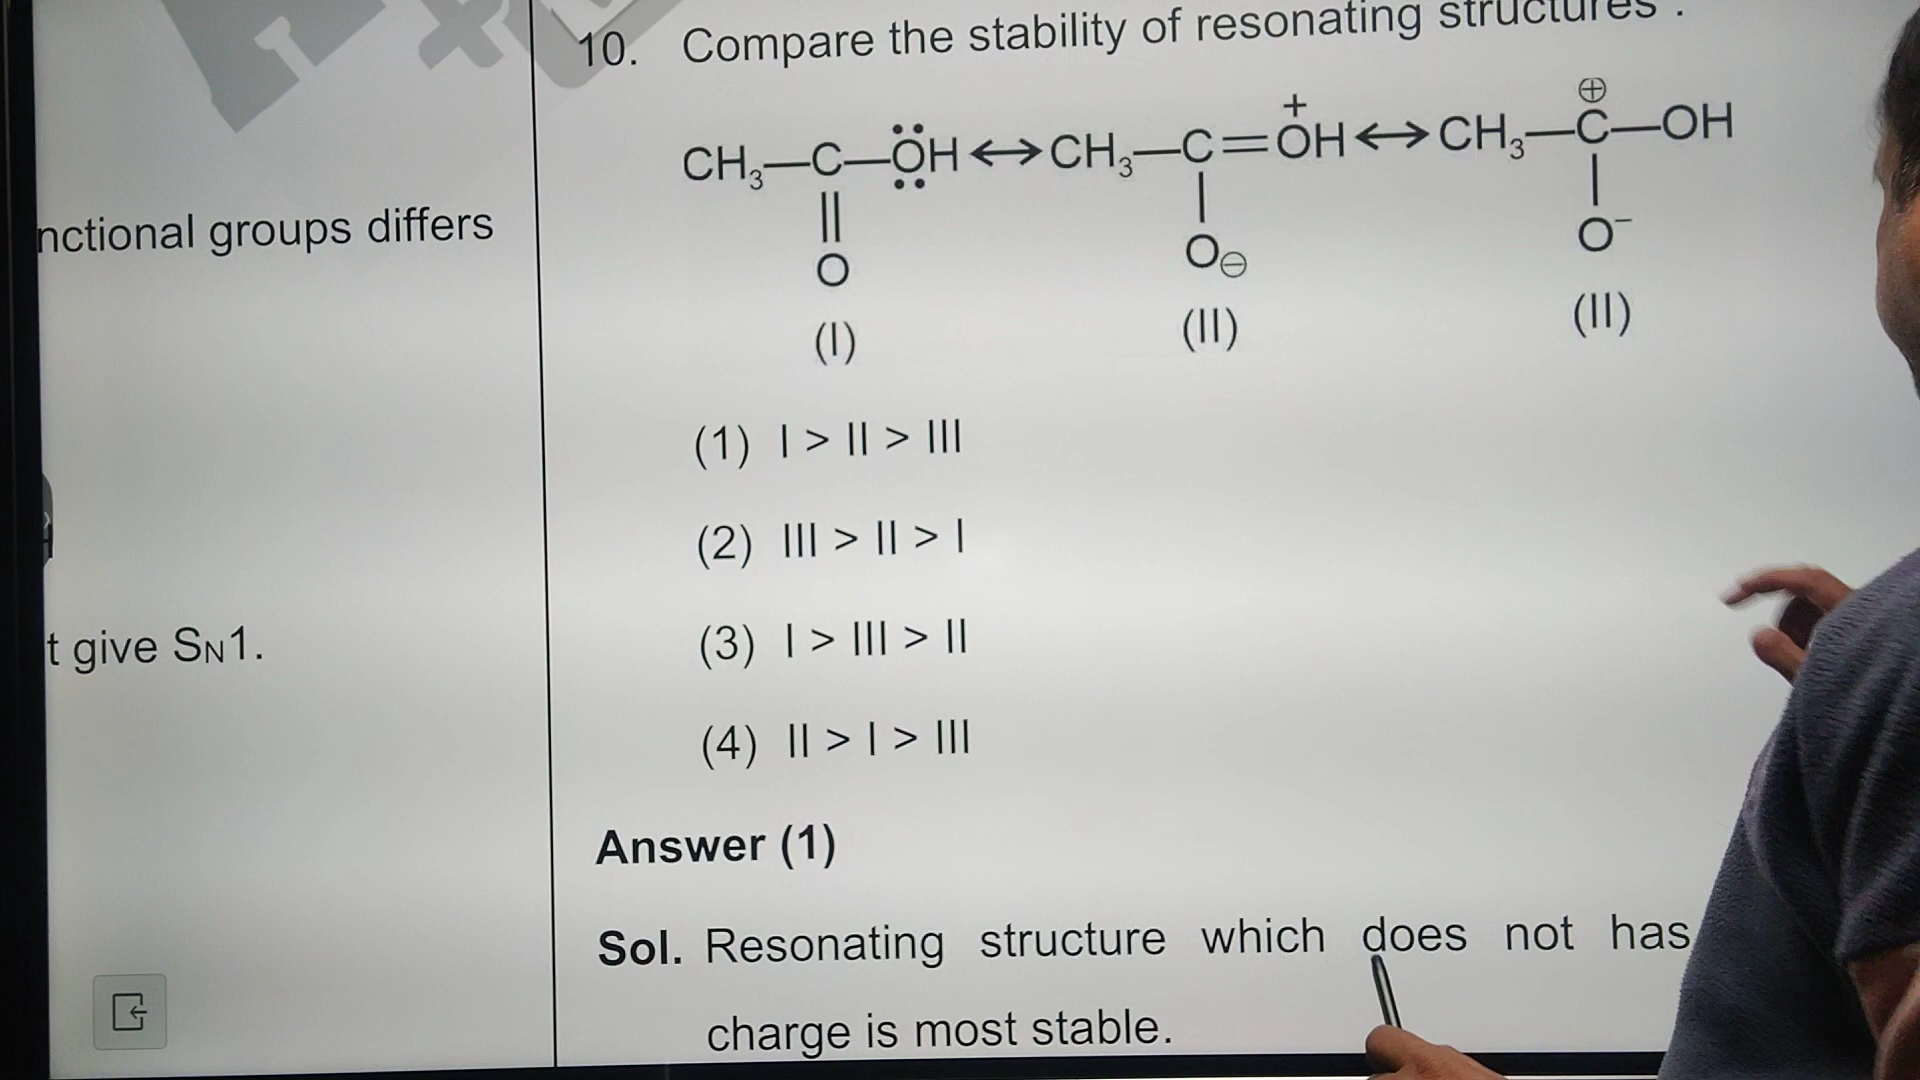 nctional groups differs
t give SN1.
10. Compare the stability of resonating structures :
CH3—C—ÖH↔CH3—C=OH↔CH3—C—OH
+ ⊕
O O⊖ O−
(I) (II) (II)
(1) I > II > III
(2) III > II > I
(3) I > III > II
(4) II > I > III
Answer (1)
Sol. Resonating structure which does not has
charge is most stable.